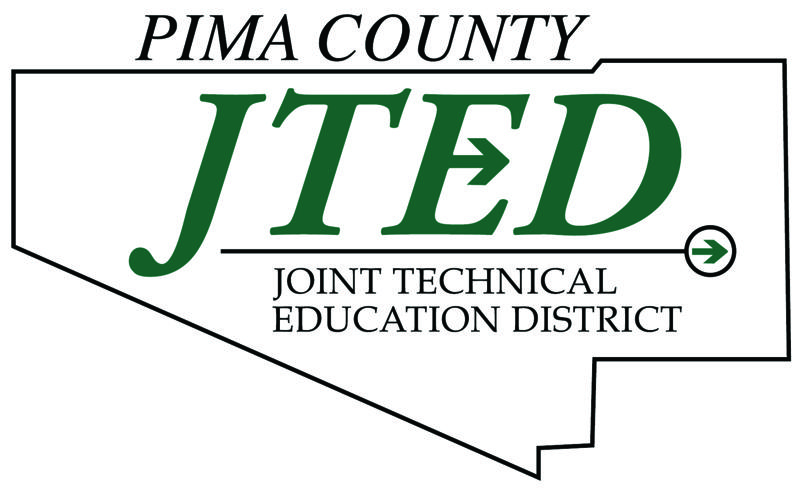 PIMA COUNTY
JTED
JOINT TECHNICAL
EDUCATION DISTRICT